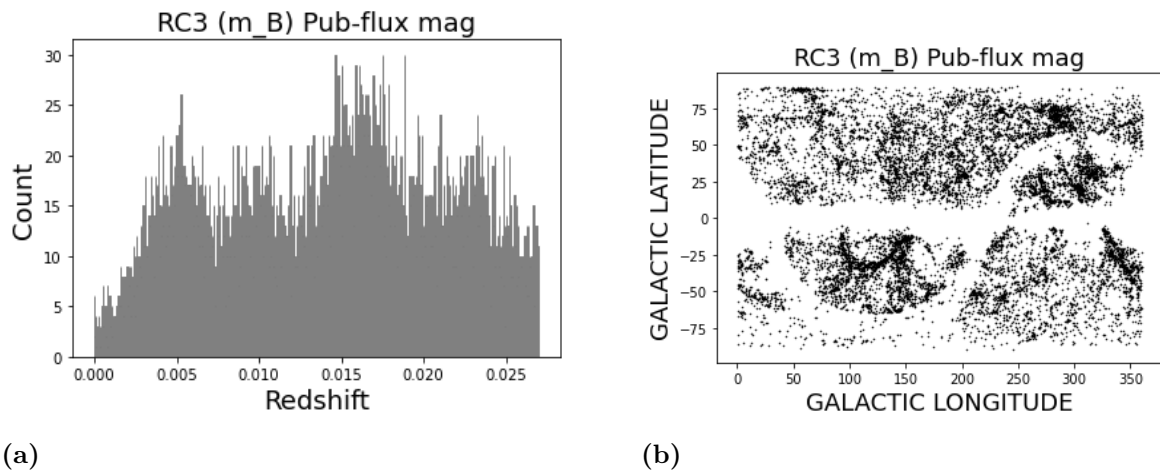 RC3 (m_B) Pub-flux mag
30
25
20
15
10
5
0
Count
0.000 0.005 0.010 0.015 0.020 0.025
Redshift
(a)
RC3 (m_B) Pub-flux mag
75
50
25
0
−25
−50
−75
GALACTIC LATITUDE
0 50 100 150 200 250 300 350
GALACTIC LONGITUDE
(b)